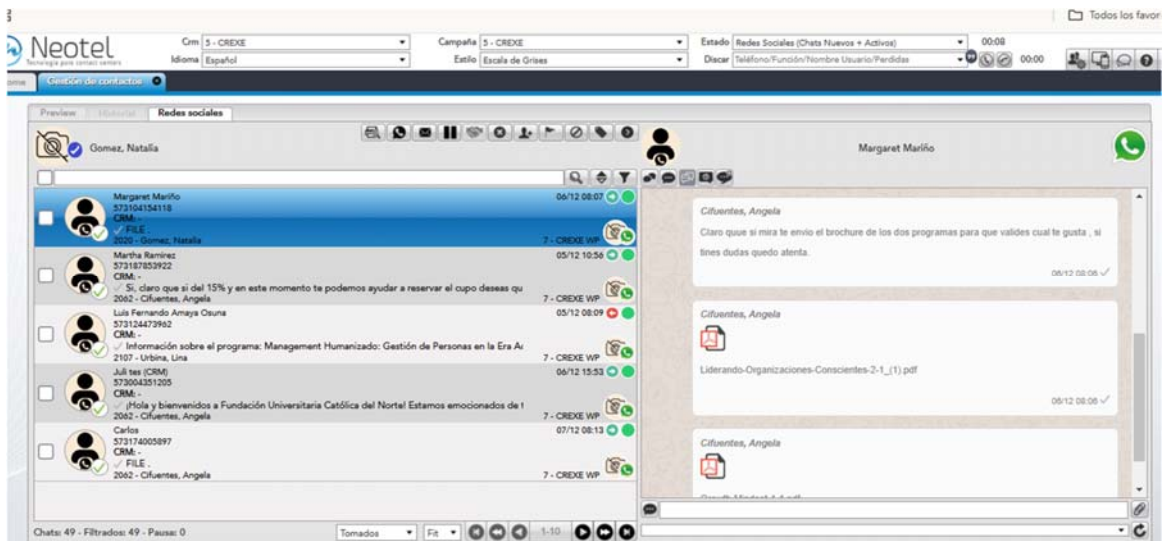 Todos los favor
Neotel
Tecnología para contact centers
Crm 5 - CREXE
Campaña 5 - CREXE
Estado Redes Sociales (Chats Nuevos + Activos) 00:08
Idioma Español
Estilo Escala de Grises
Discar Teléfono/Función/Nombre Usuario/Perdidas 00:00
ome Gestión de contactos
Preview Historial Redes sociales
Gomez, Natalia
Margaret Mariño
Margaret Mariño 06/12 08:07
573104154118
CRM: -
FILE .
2020 - Gomez, Natalia 7 - CREXE WP
Martha Ramirez 05/12 10:56
573187853922
CRM: -
Si, claro que si del 15% y en este momento te podemos ayudar a reservar el cupo deseas qu
2062 - Cifuentes, Angela 7 - CREXE WP
Luis Fernando Amaya Osuna 05/12 08:09
573124473962
CRM: -
Información sobre el programa: Management Humanizado: Gestión de Personas en la Era
2107 - Urbina, Lina 7 - CREXE WP
Juli tes (CRM) 06/12 15:53
573004351205
CRM: -
¡Hola y bienvenidos a Fundación Universitaria Católica del Norte! Estamos emocionados de
2062 - Cifuentes, Angela 7 - CREXE WP
Carlos 07/12 08:13
573174005897
CRM: -
FILE .
2062 - Cifuentes, Angela 7 - CREXE WP
Chats: 49 - Filtrados: 49 - Pausa: 0 Tomados Fit 1-10
Cifuentes, Angela
Claro quue si mira te envio el brochure de los dos programas para que valides cual te gusta , si
tines dudas quedo atenta.
06/12 08:06
Cifuentes, Angela
Liderando-Organizaciones-Conscientes-2-1_(1).pdf
06/12 08:06
Cifuentes, Angela